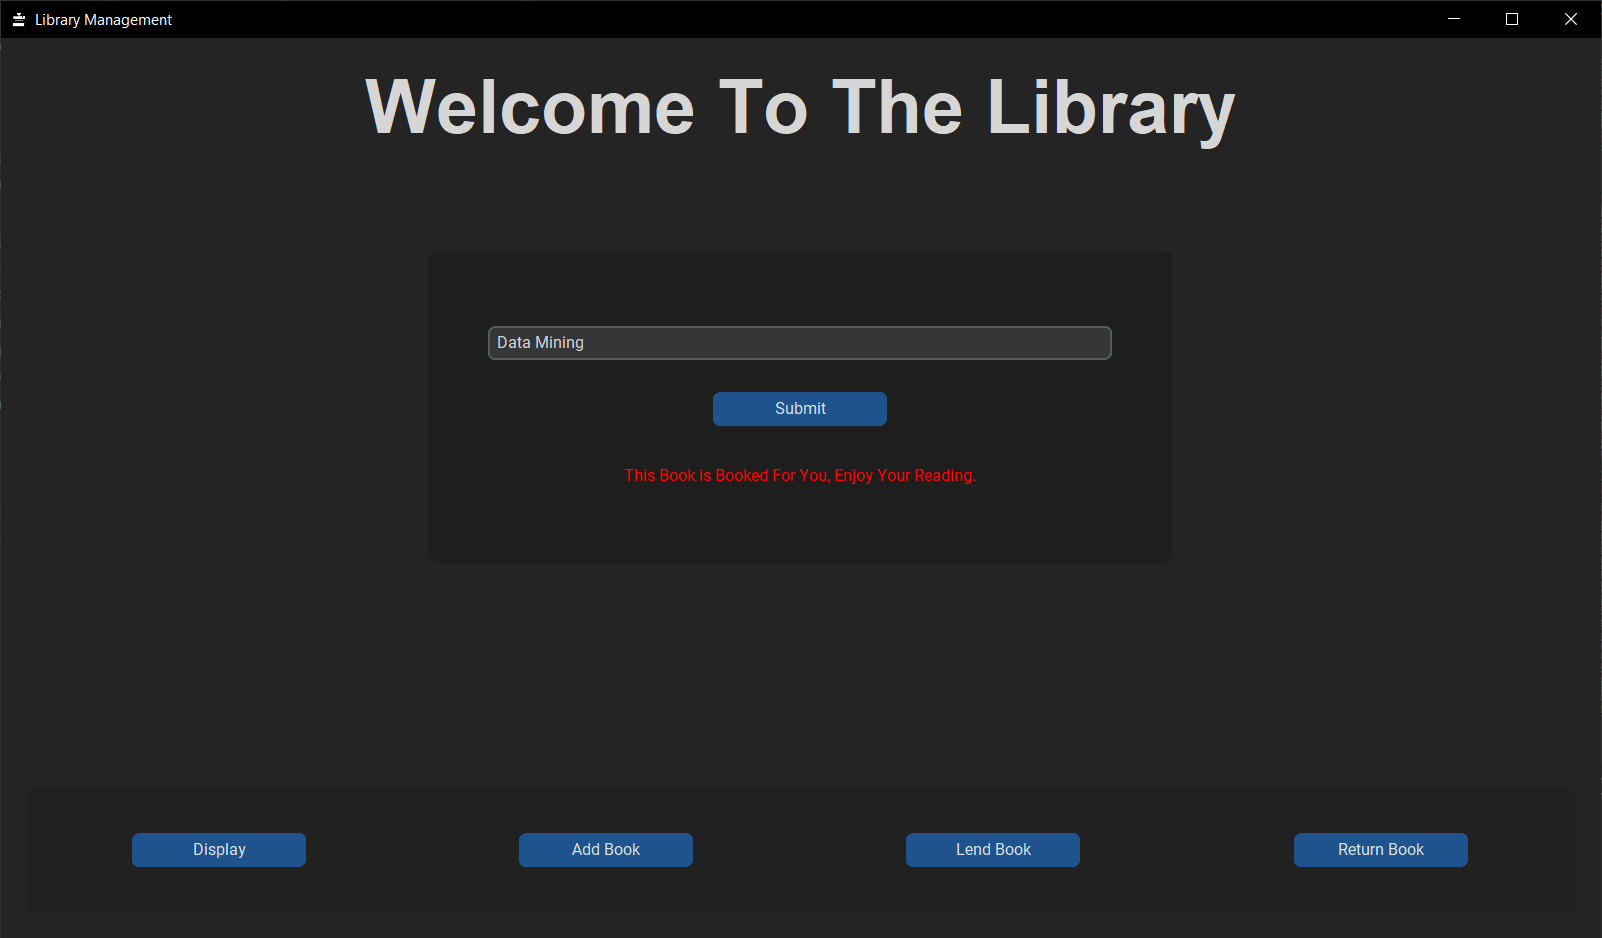 Library Management
Welcome To The Library
Data Mining
Submit
This Book is Booked For You, Enjoy Your Reading.
Display
Add Book
Lend Book
Return Book